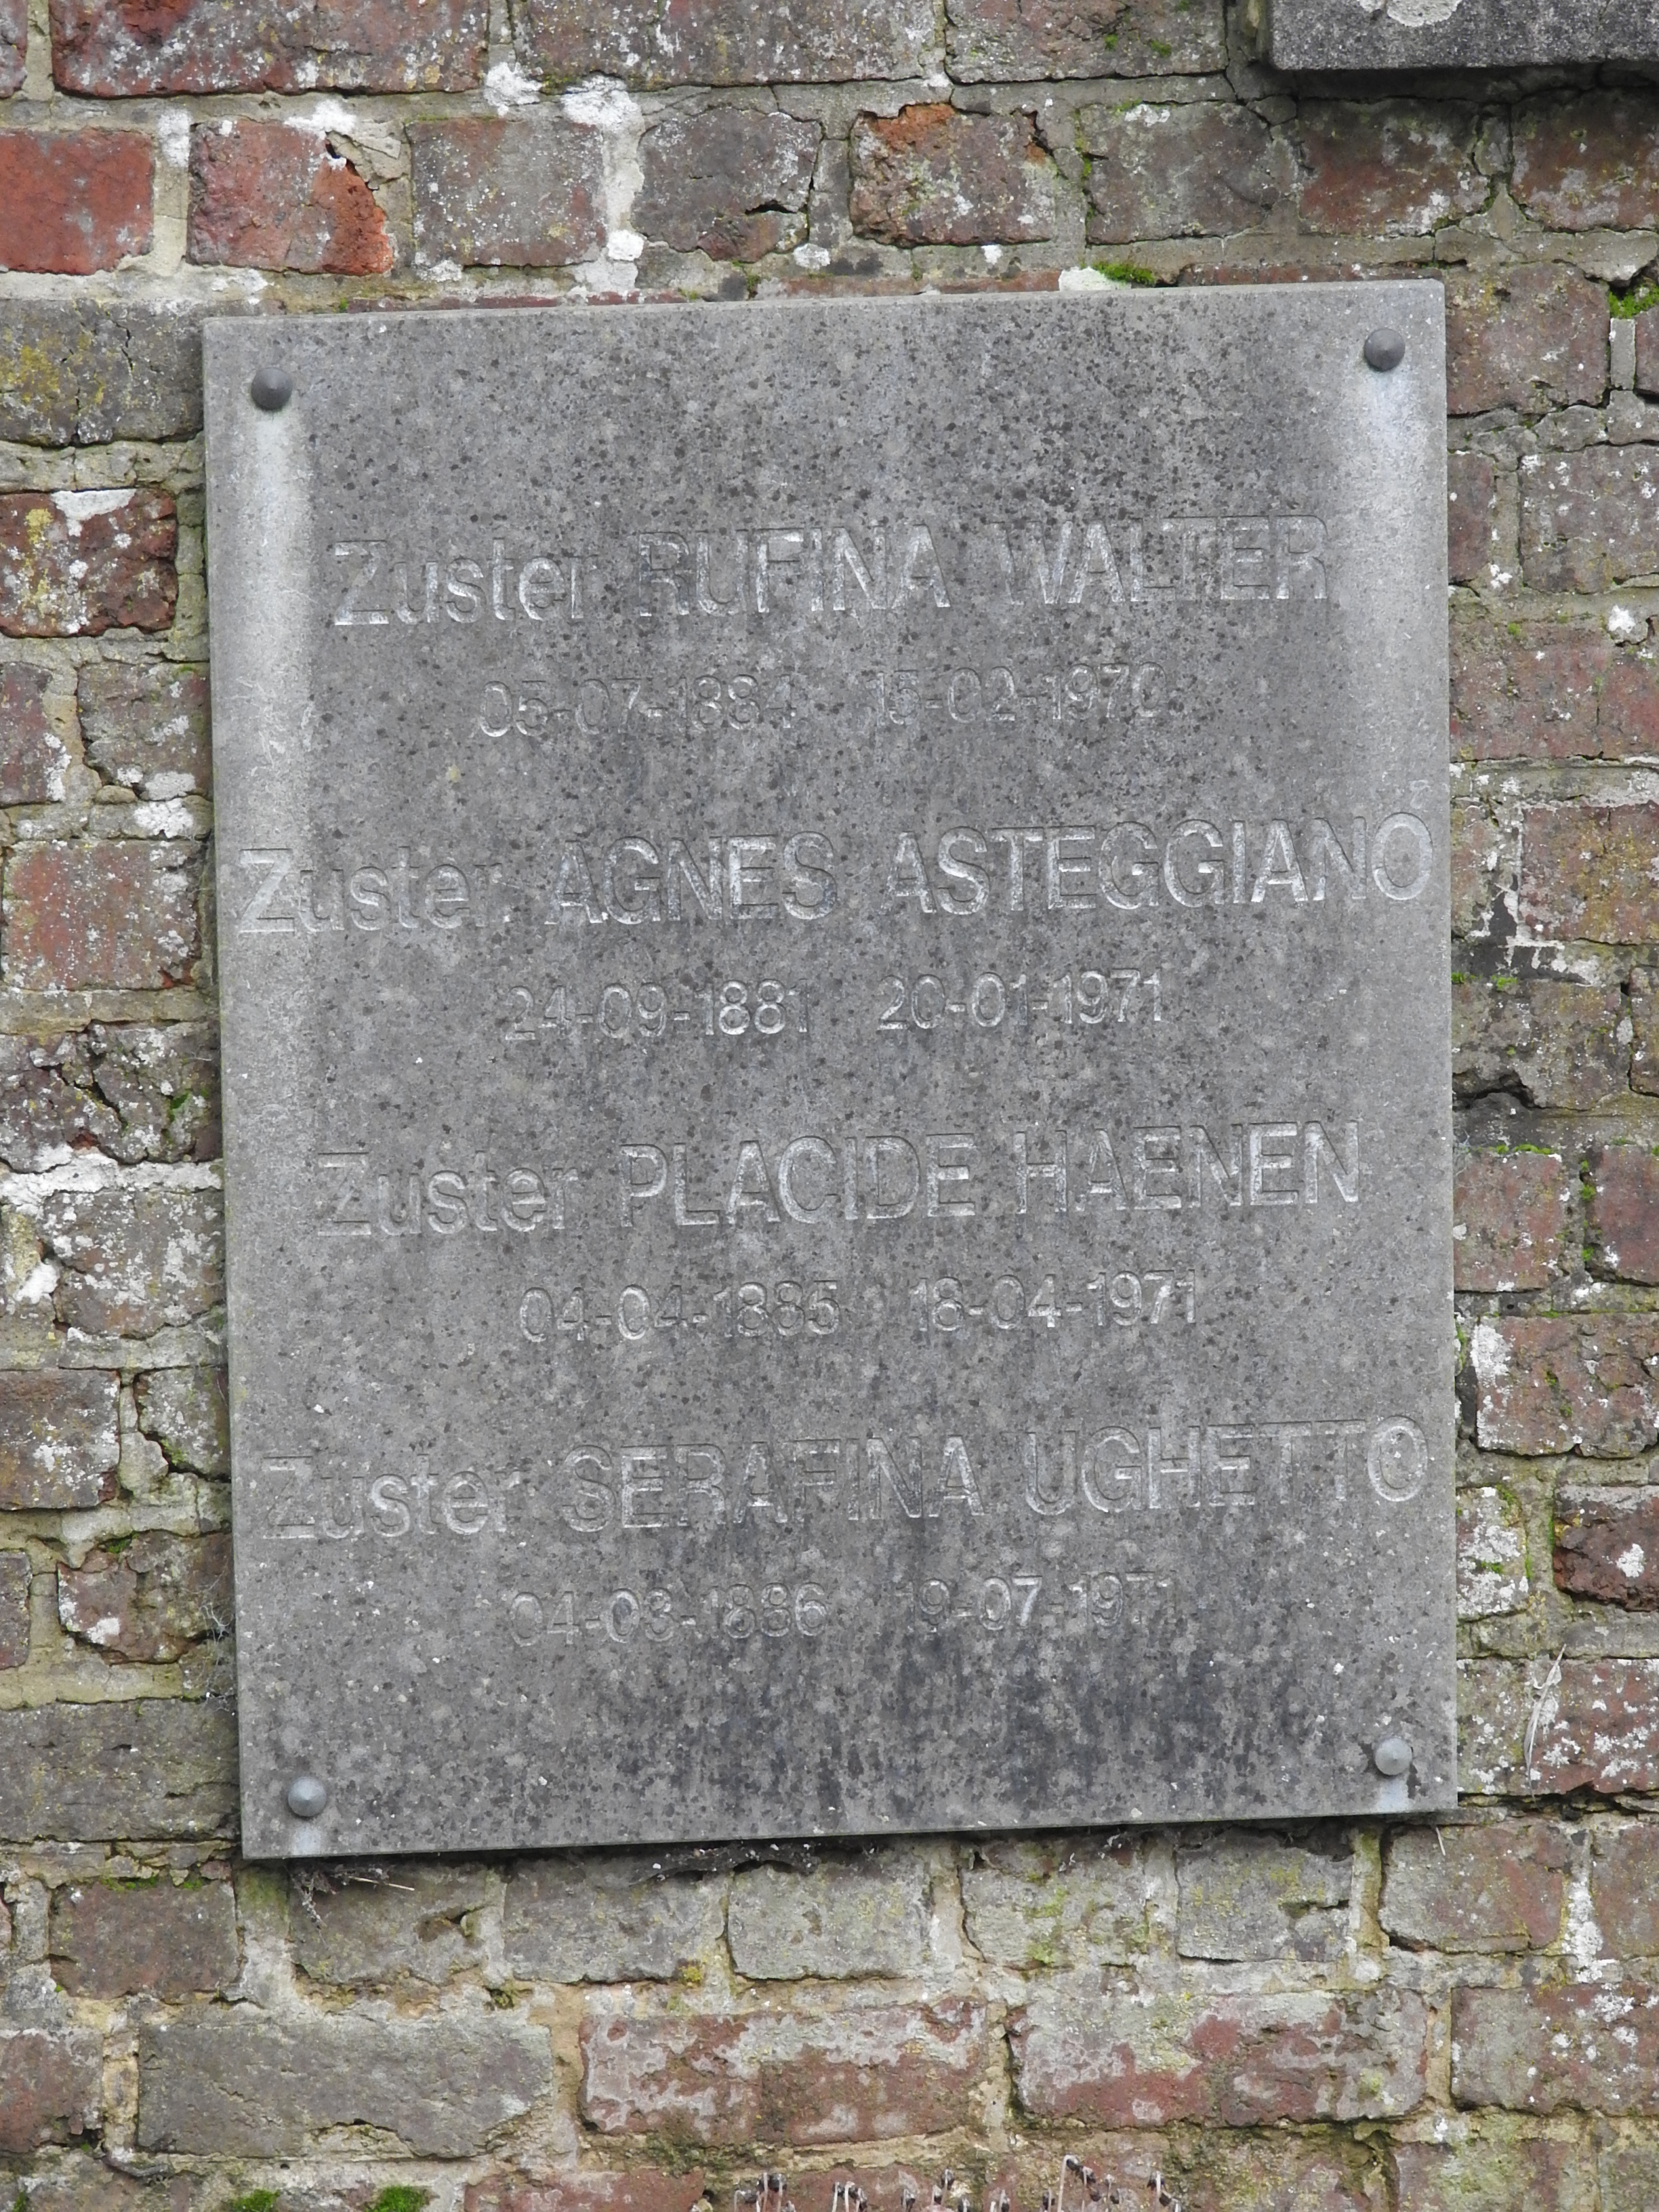 Zuster RUFINA WALTER
05-07-1884 15-02-1970
Zuster AGNES ASTEGGIANO
24-09-1881 20-01-1971
Zuster PLACIDE HAENEN
04-04-1885 18-04-1971
Zuster SERAFINA UGHETTO
04-03-1886 19-07-1971